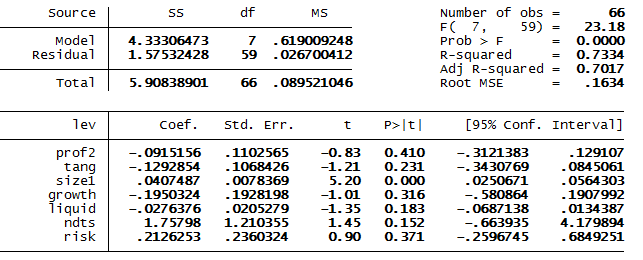 Source SS df MS Number of obs = 66
F( 7, 59) = 23.18
Model 4.33306473 7 .619009248 Prob > F = 0.0000
Residual 1.57532428 59 .026700412 R-squared = 0.7334
Adj R-squared = 0.7017
Total 5.90838901 66 .089521046 Root MSE = .1634
lev Coef. Std. Err. t P>|t| [95% Conf. Interval]
prof2 -.0915156 .1102565 -0.83 0.410 -.3121383 .129107
tang -.1292854 .1068426 -1.21 0.231 -.3430769 .0845061
size1 .0407487 .0078369 5.20 0.000 .0250671 .0564303
growth -.1950324 .1928198 -1.01 0.316 -.580864 .1907992
liquid -.0276376 .0205279 -1.35 0.183 -.0687138 .0134387
ndts 1.75798 1.210355 1.45 0.152 -.663935 4.179894
risk .2126253 .2360324 0.90 0.371 -.2596745 .6849251